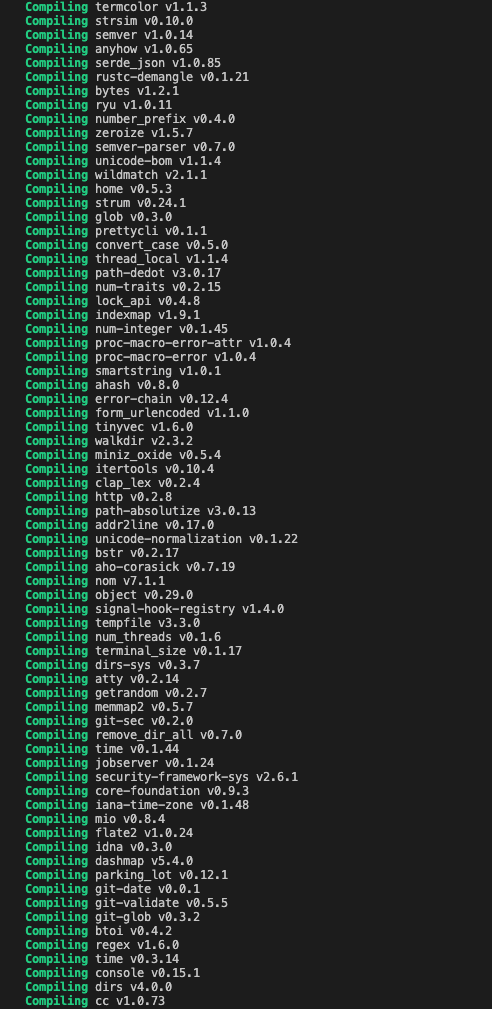 Compiling termcolor v1.1.3
Compiling strsim v0.10.0
Compiling semver v1.0.14
Compiling anyhow v1.0.65
Compiling serde_json v1.0.85
Compiling rustc-demangle v0.1.21
Compiling bytes v1.2.1
Compiling ryu v1.0.11
Compiling number_prefix v0.4.0
Compiling zeroize v1.5.7
Compiling semver-parser v0.7.0
Compiling unicode-bom v1.1.4
Compiling wildmatch v2.1.1
Compiling home v0.5.3
Compiling strum v0.24.1
Compiling glob v0.3.0
Compiling prettycli v0.1.1
Compiling convert_case v0.5.0
Compiling thread_local v1.1.4
Compiling path-dedot v3.0.17
Compiling num-traits v0.2.15
Compiling lock_api v0.4.8
Compiling indexmap v1.9.1
Compiling num-integer v0.1.45
Compiling proc-macro-error-attr v1.0.4
Compiling proc-macro-error v1.0.4
Compiling smartstring v1.0.1
Compiling ahash v0.8.0
Compiling error-chain v0.12.4
Compiling form_urlencoded v1.1.0
Compiling tinyvec v1.6.0
Compiling walkdir v2.3.2
Compiling miniz_oxide v0.5.4
Compiling itertools v0.10.4
Compiling clap_lex v0.2.4
Compiling http v0.2.8
Compiling path-absolutize v3.0.13
Compiling addr2line v0.17.0
Compiling unicode-normalization v0.1.22
Compiling bstr v0.2.17
Compiling aho-corasick v0.7.19
Compiling nom v7.1.1
Compiling object v0.29.0
Compiling signal-hook-registry v1.4.0
Compiling tempfile v3.3.0
Compiling num_threads v0.1.6
Compiling terminal_size v0.1.17
Compiling dirs-sys v0.3.7
Compiling atty v0.2.14
Compiling getrandom v0.2.7
Compiling memmap2 v0.5.7
Compiling git-sec v0.2.0
Compiling remove_dir_all v0.7.0
Compiling time v0.1.44
Compiling jobserver v0.1.24
Compiling security-framework-sys v2.6.1
Compiling core-foundation v0.9.3
Compiling iana-time-zone v0.1.48
Compiling mio v0.8.4
Compiling flate2 v1.0.24
Compiling idna v0.3.0
Compiling dashmap v5.4.0
Compiling parking_lot v0.12.1
Compiling git-date v0.0.1
Compiling git-validate v0.5.5
Compiling git-glob v0.3.2
Compiling btoi v0.4.2
Compiling regex v1.6.0
Compiling time v0.3.14
Compiling console v0.15.1
Compiling dirs v4.0.0
Compiling cc v1.0.73